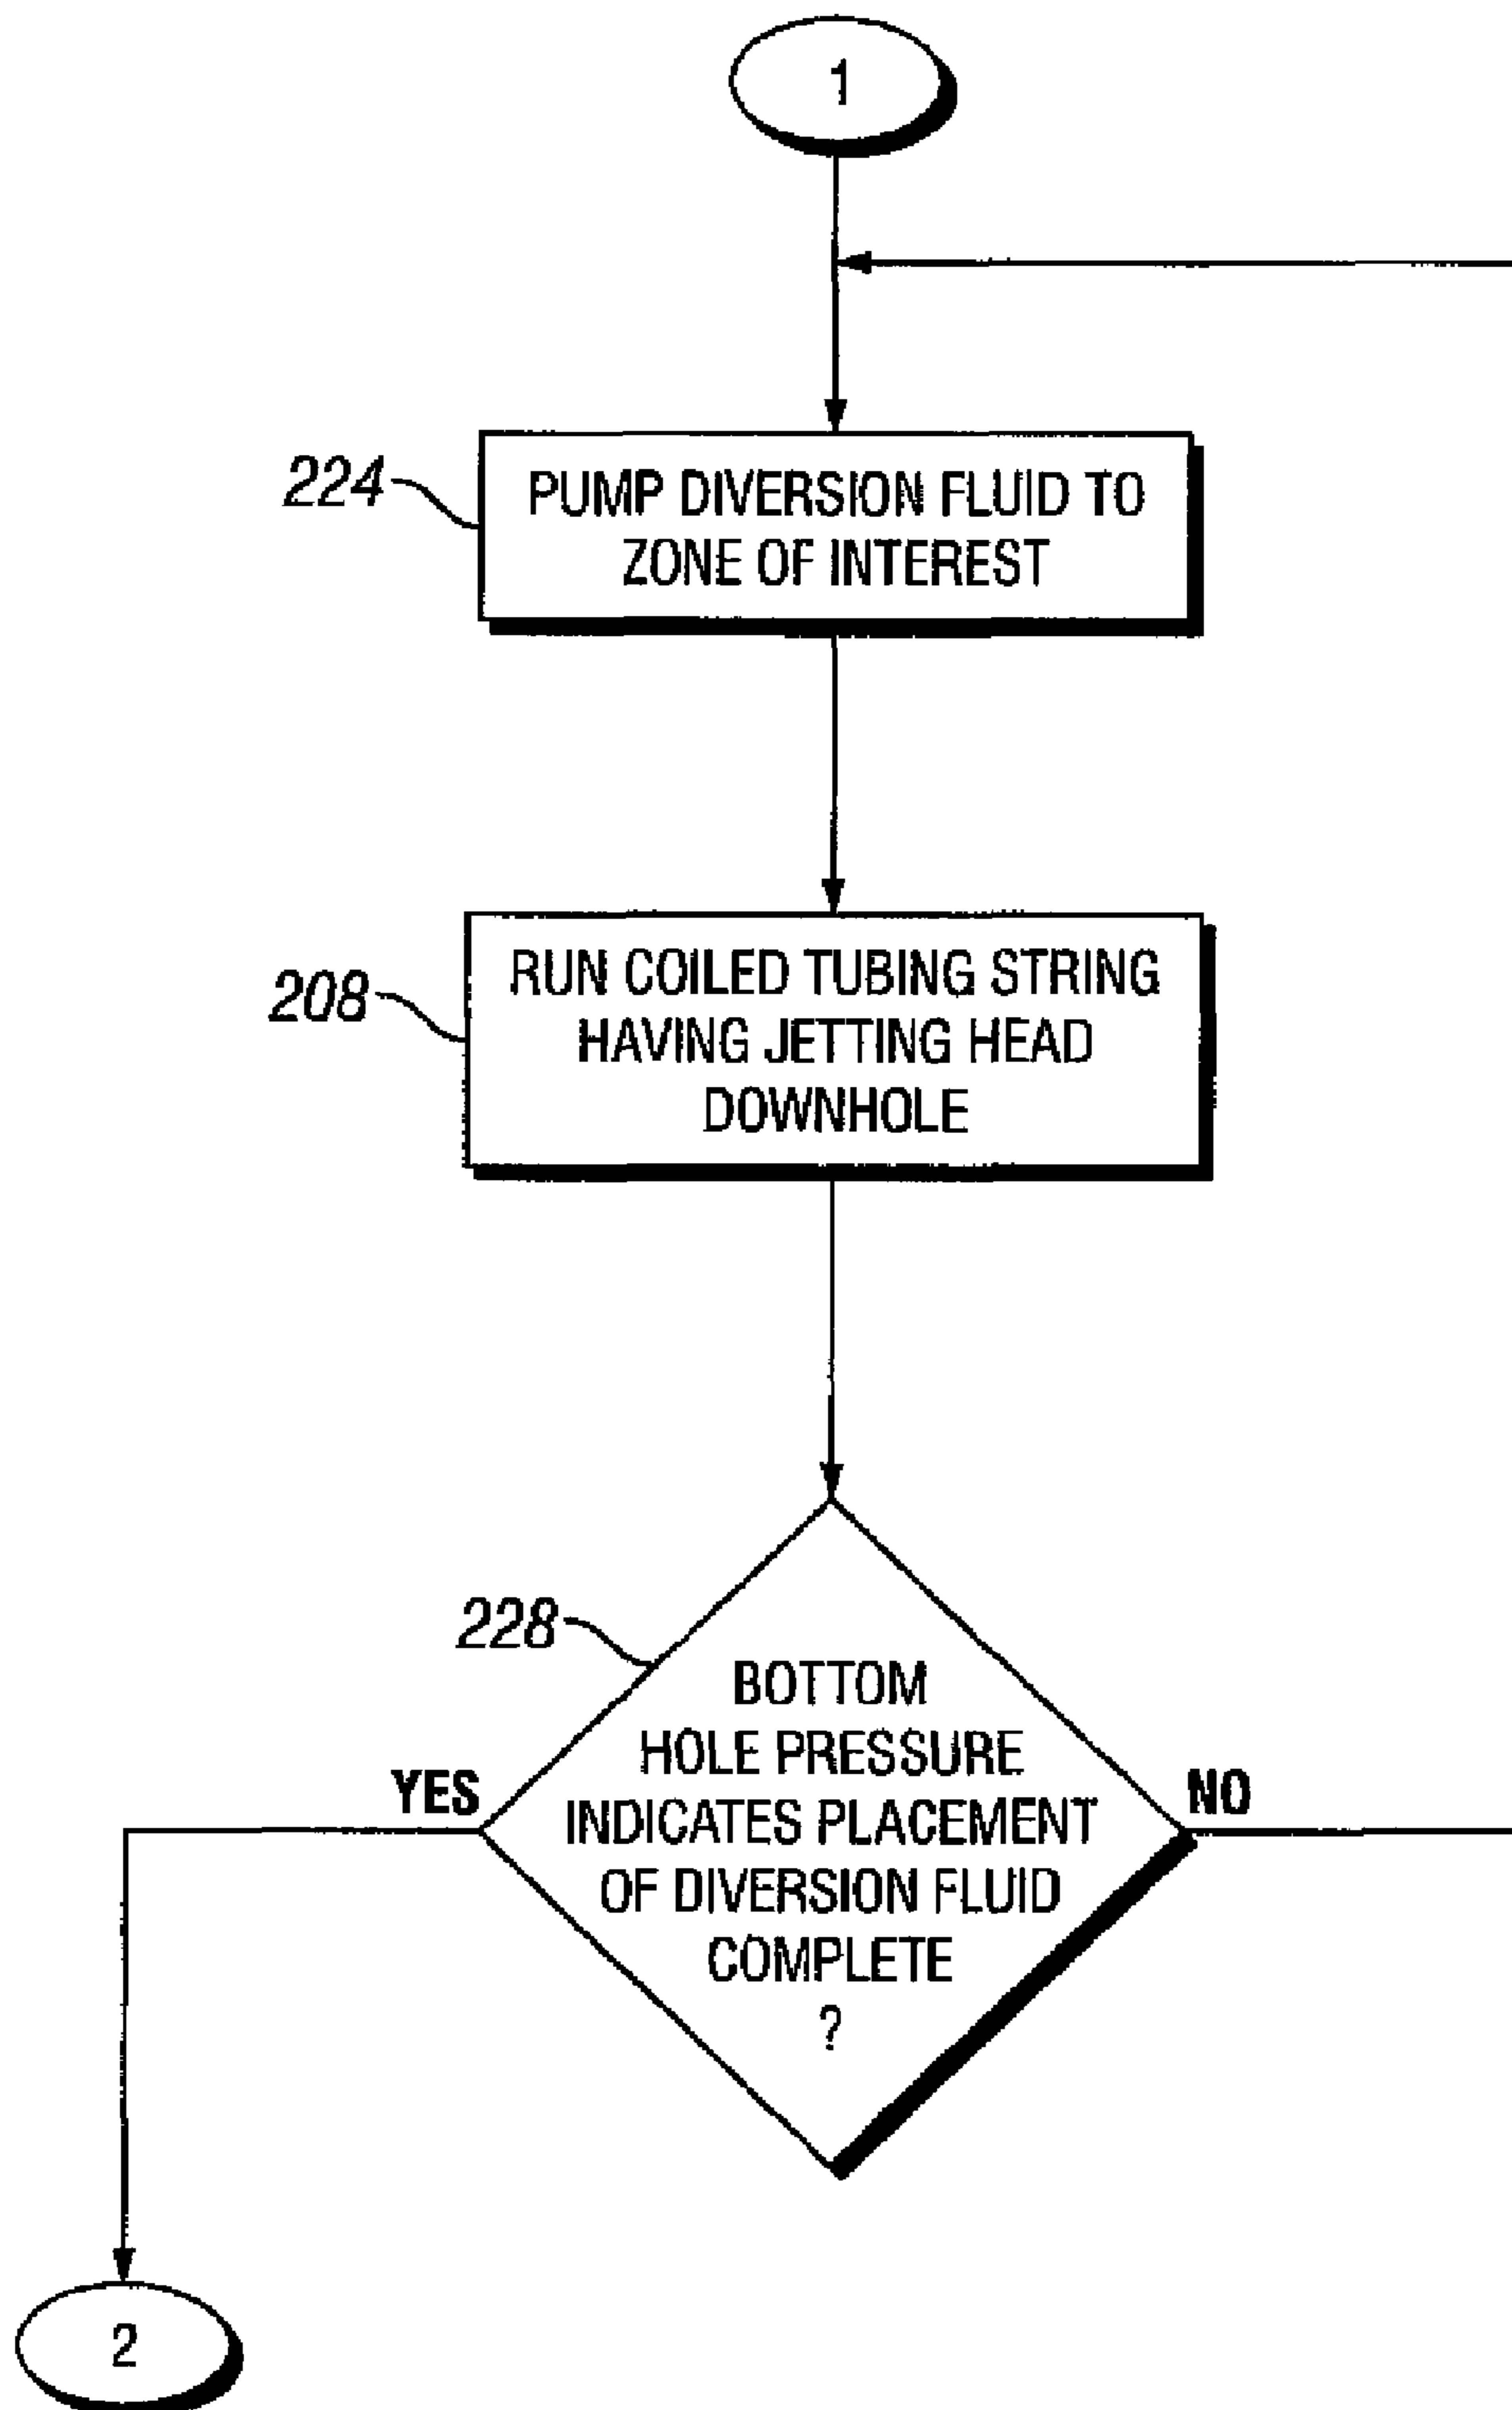 1
224
PUMP DIVERSION FLUID TO
ZONE OF INTEREST
208
RUN COILED TUBING STRING
HAVING JETTING HEAD
DOWNHOLE
228
BOTTOM
HOLE PRESSURE
INDICATES PLACEMENT
OF DIVERSION FLUID
COMPLETE
?
YES
NO
2